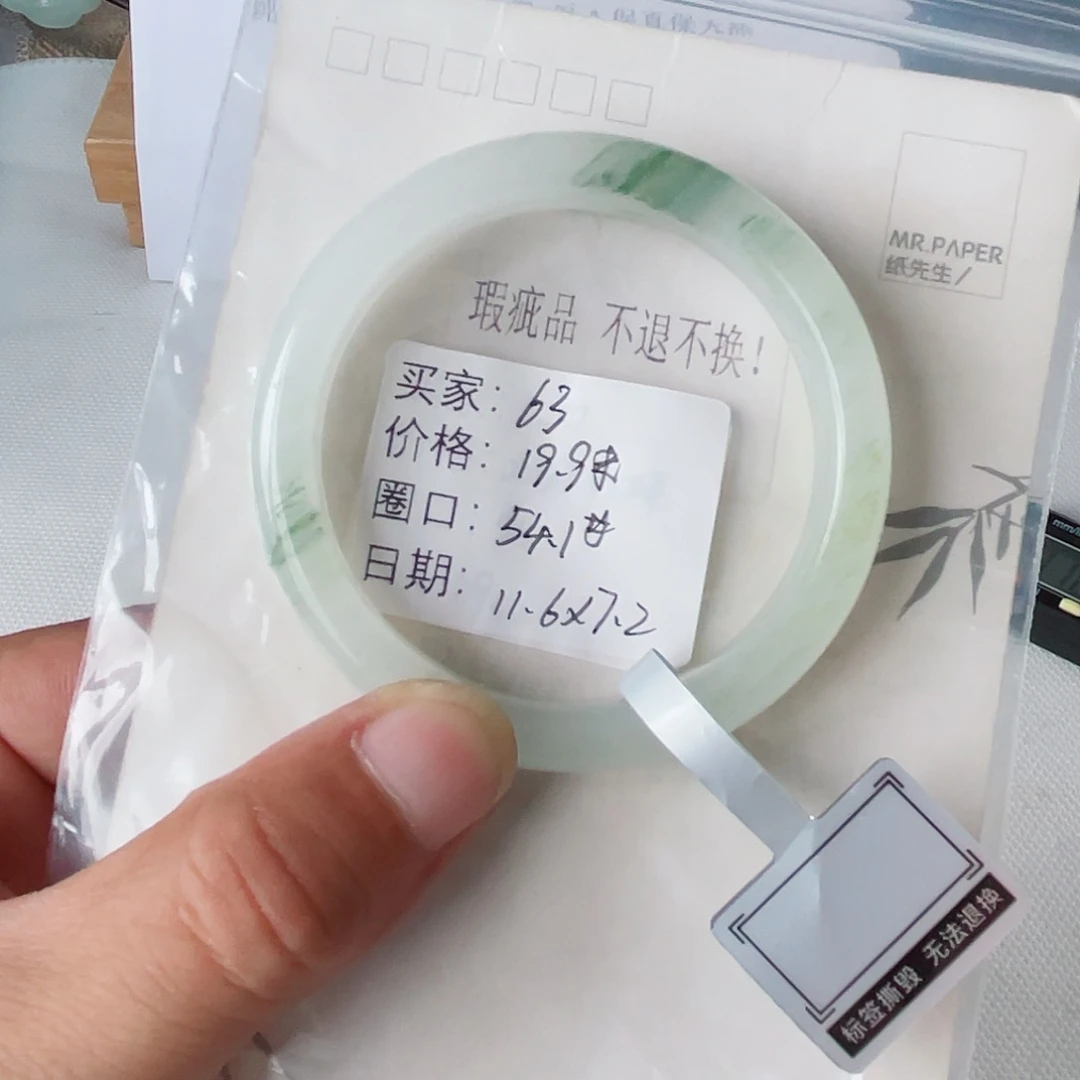 MR.PAPER
纸先生/
瑕疵品 不退不换!
买家: 63
价格: 19.9
圈口: 54.1
日期: 11.6x7.2
标签撕毁 无法退换